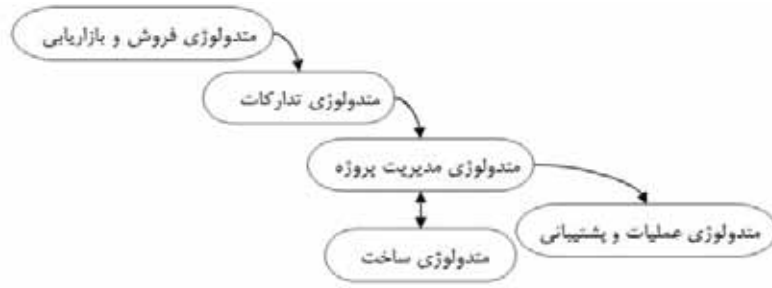 متدولوژی فروش و بازاریابی
متدولوژی تدارکات
متدولوژی مدیریت پروژه
متدولوژی عملیات و پشتیبانی
متدولوژی ساخت